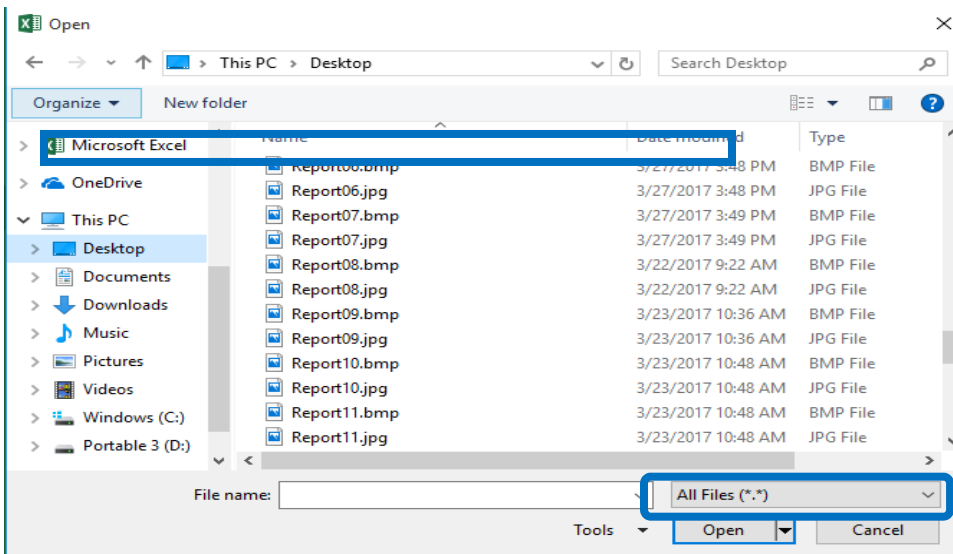 Open
This PC > Desktop
Search Desktop
Organize New folder
Name Date modified Type
Microsoft Excel
OneDrive
This PC
Desktop
Documents
Downloads
Music
Pictures
Videos
Windows (C:)
Portable 3 (D:)
Report06.bmp 3/27/2017 3:48 PM BMP File
Report06.jpg 3/27/2017 3:48 PM JPG File
Report07.bmp 3/27/2017 3:49 PM BMP File
Report07.jpg 3/27/2017 3:49 PM JPG File
Report08.bmp 3/22/2017 9:22 AM BMP File
Report08.jpg 3/22/2017 9:22 AM JPG File
Report09.bmp 3/23/2017 10:36 AM BMP File
Report09.jpg 3/23/2017 10:36 AM JPG File
Report10.bmp 3/23/2017 10:48 AM BMP File
Report10.jpg 3/23/2017 10:48 AM JPG File
Report11.bmp 3/23/2017 10:48 AM BMP File
Report11.jpg 3/23/2017 10:48 AM JPG File
File name: All Files (*.*)
Tools Open Cancel